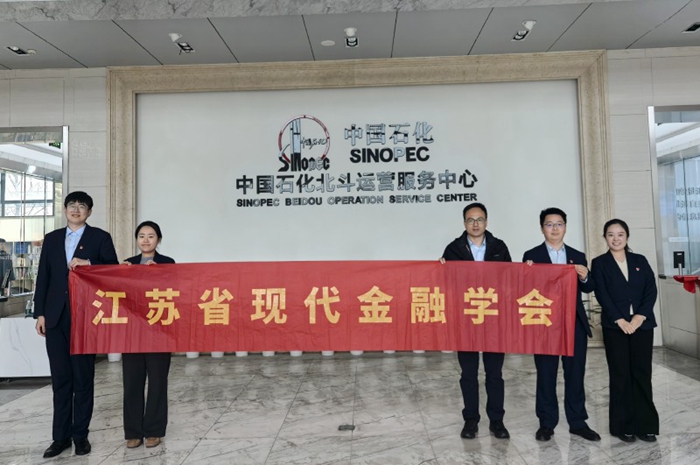 Sinopec
中国石化
SINOPEC
中国石化北斗运营服务中心
SINOPEC BEIDOU OPERATION SERVICE CENTER
江苏省现代金融学会